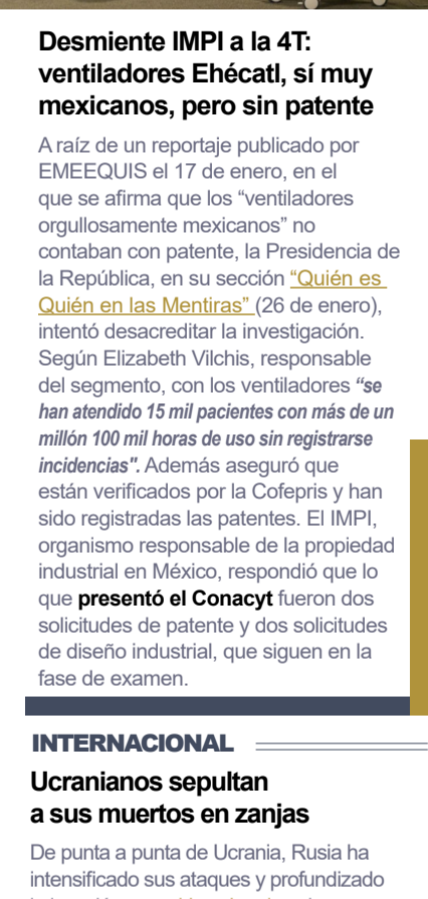 Desmiente IMPI a la 4T:
ventiladores Ehécatl, sí muy
mexicanos, pero sin patente
A raíz de un reportaje publicado por
EMEEQUIS el 17 de enero, en el
que se afirma que los “ventiladores
orgullosamente mexicanos” no
contaban con patente, la Presidencia de
la República, en su sección “Quién es
Quién en las Mentiras” (26 de enero),
intentó desacreditar la investigación.
Según Elizabeth Vilchis, responsable
del segmento, con los ventiladores “se
han atendido 15 mil pacientes con más de un
millón 100 mil horas de uso sin registrarse
incidencias". Además aseguró que
están verificados por la Cofepris y han
sido registradas las patentes. El IMPI,
organismo responsable de la propiedad
industrial en México, respondió que lo
que presentó el Conacyt fueron dos
solicitudes de patente y dos solicitudes
de diseño industrial, que siguen en la
fase de examen.
INTERNACIONAL
Ucranianos sepultan
a sus muertos en zanjas
De punta a punta de Ucrania, Rusia ha
intensificado sus ataques y profundizado